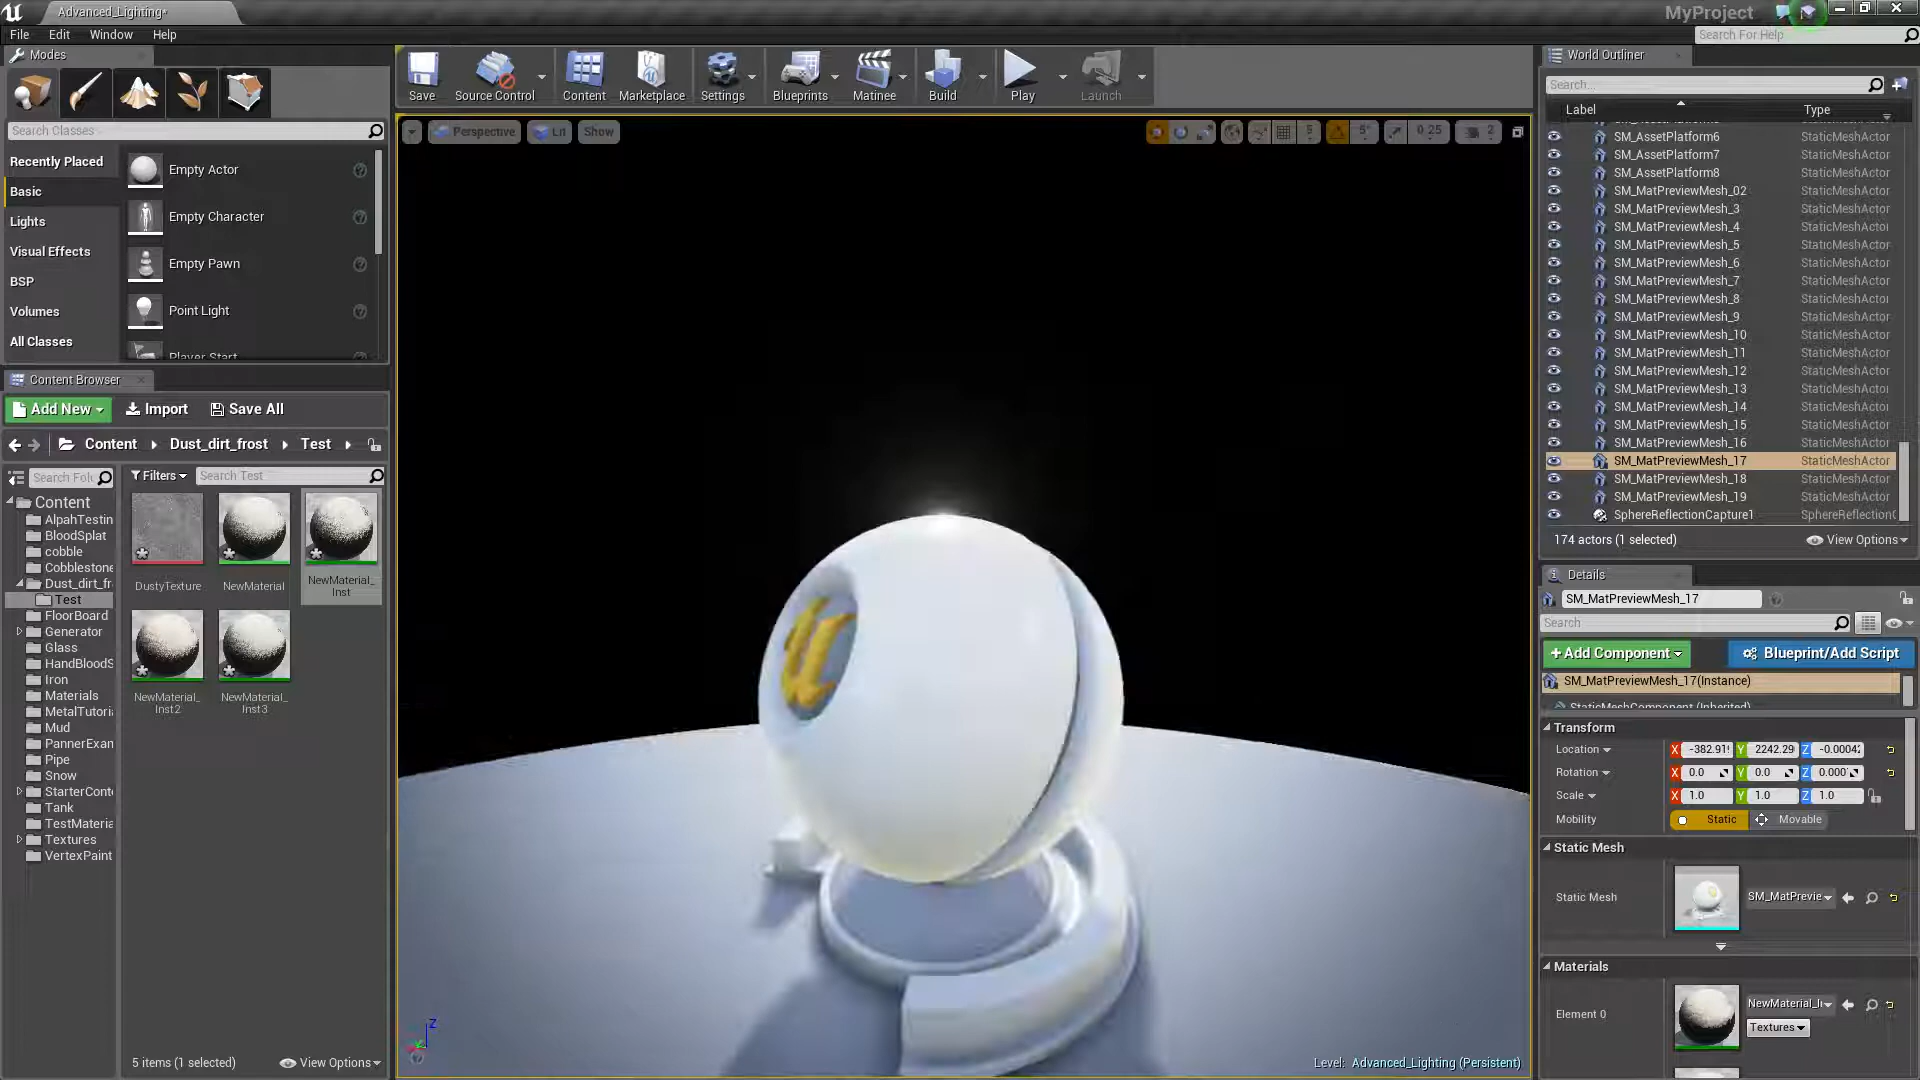 Advanced_Lighting*
MyProject
File Edit Window Help
Search For Help
Modes
Search Classes
Recently Placed
Basic
Lights
Visual Effects
BSP
Volumes
All Classes
Empty Actor
Empty Character
Empty Pawn
Point Light
Player Start
Content Browser
Add New Import Save All
Content Dust_dirt_frost Test
Search Fol
Filters Search Test
Content
AlpahTestin
BloodSplat
cobble
Cobblestone
Dust_dirt_fr
Test
FloorBoard
Generator
Glass
HandBloodS
Iron
Materials
MetalTutori
Mud
PannerExan
Pipe
Snow
StarterCont
Tank
TestMateria
Textures
VertexPaint
DustyTexture
NewMaterial
NewMaterial_
Inst
NewMaterial_
Inst2
NewMaterial_
Inst3
5 items (1 selected) View Options
Save Source Control Content Marketplace Settings Blueprints Matinee Build Play Launch
Perspective Lit Show
5 5° 0.25 2
Level: Advanced_Lighting (Persistent)
World Outliner
Search...
Label Type
SM_AssetPlatform6 StaticMeshActor
SM_AssetPlatform7 StaticMeshActor
SM_AssetPlatform8 StaticMeshActor
SM_MatPreviewMesh_02 StaticMeshActor
SM_MatPreviewMesh_3 StaticMeshActor
SM_MatPreviewMesh_4 StaticMeshActor
SM_MatPreviewMesh_5 StaticMeshActor
SM_MatPreviewMesh_6 StaticMeshActor
SM_MatPreviewMesh_7 StaticMeshActor
SM_MatPreviewMesh_8 StaticMeshActor
SM_MatPreviewMesh_9 StaticMeshActor
SM_MatPreviewMesh_10 StaticMeshActor
SM_MatPreviewMesh_11 StaticMeshActor
SM_MatPreviewMesh_12 StaticMeshActor
SM_MatPreviewMesh_13 StaticMeshActor
SM_MatPreviewMesh_14 StaticMeshActor
SM_MatPreviewMesh_15 StaticMeshActor
SM_MatPreviewMesh_16 StaticMeshActor
SM_MatPreviewMesh_17 StaticMeshActor
SM_MatPreviewMesh_18 StaticMeshActor
SM_MatPreviewMesh_19 StaticMeshActor
SphereReflectionCapture1 SphereReflectionC
174 actors (1 selected) View Options
Details
SM_MatPreviewMesh_17
Search
+Add Component Blueprint/Add Script
SM_MatPreviewMesh_17(Instance)
StaticMeshComponent (Inherited)
Transform
Location X -382.91 Y 2242.29 Z -0.0004
Rotation X 0.0 Y 0.0 Z 0.000
Scale X 1.0 Y 1.0 Z 1.0
Mobility Static Movable
Static Mesh
Static Mesh SM_MatPrevie
Materials
Element 0 NewMaterial_I
Textures
Z